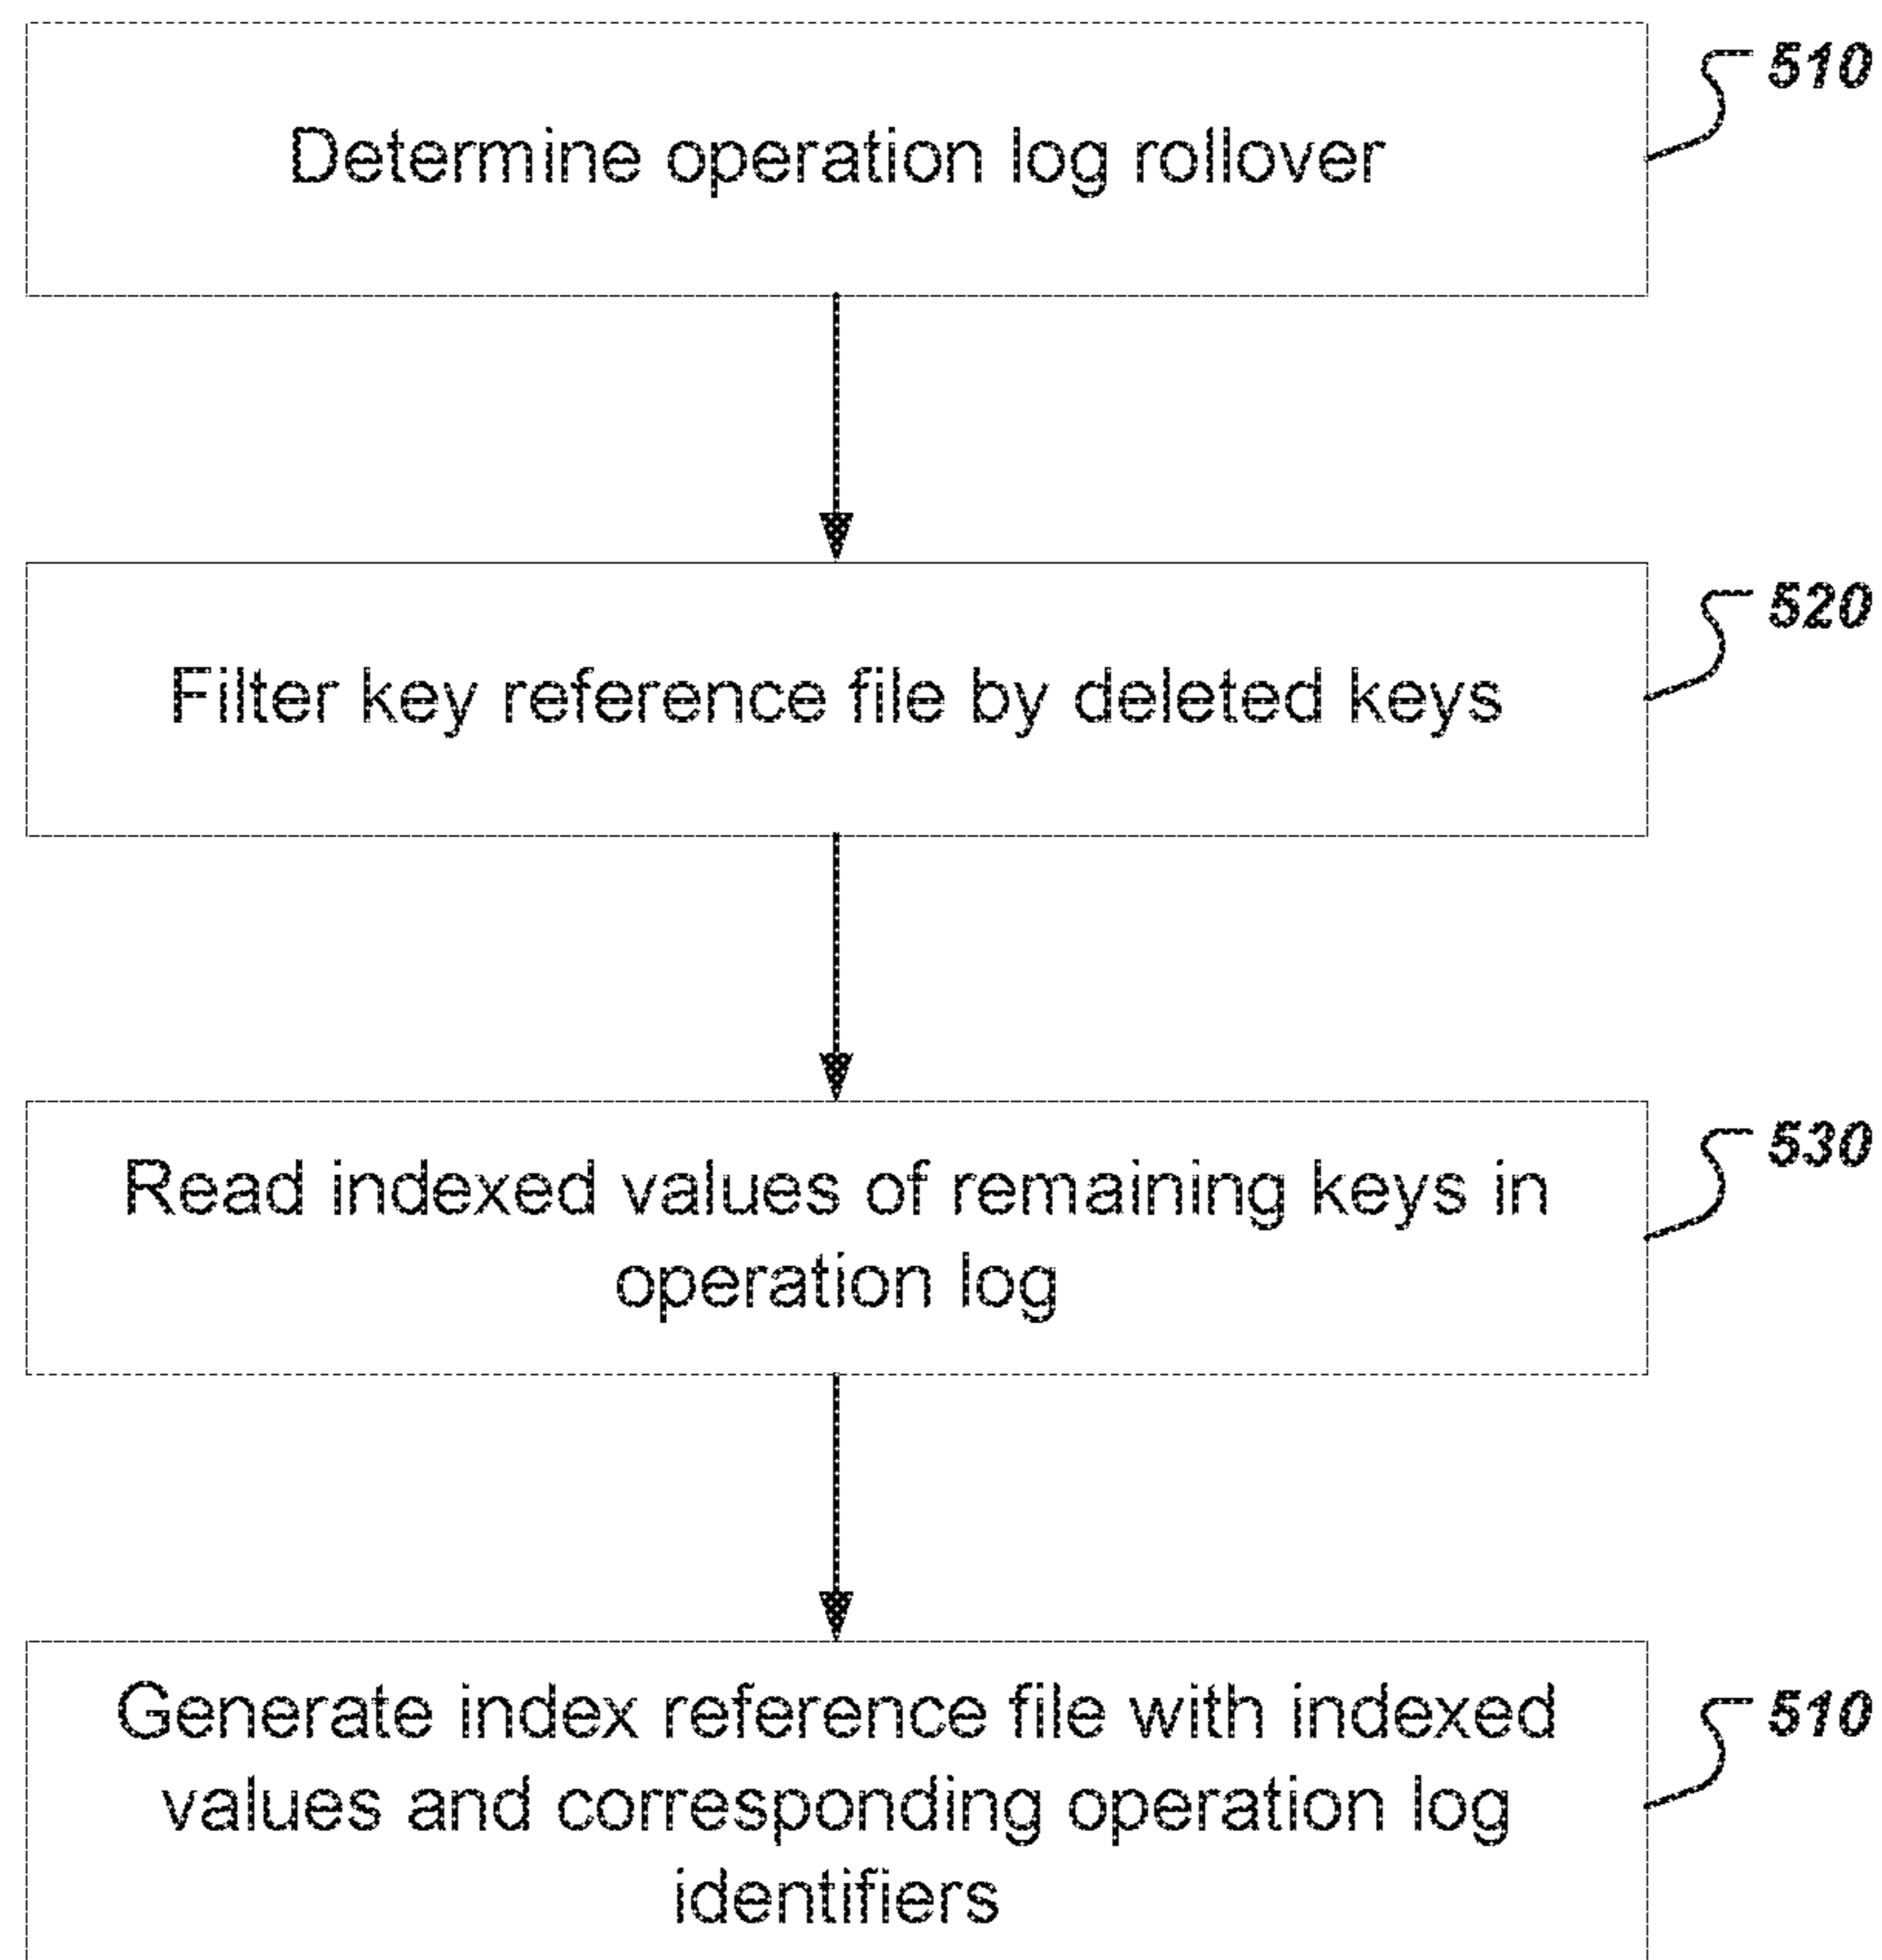 510
Determine operation log rollover
520
Filter key reference file by deleted keys
530
Read indexed values of remaining keys in
operation log
510
Generate index reference file with indexed
values and corresponding operation log
identifiers